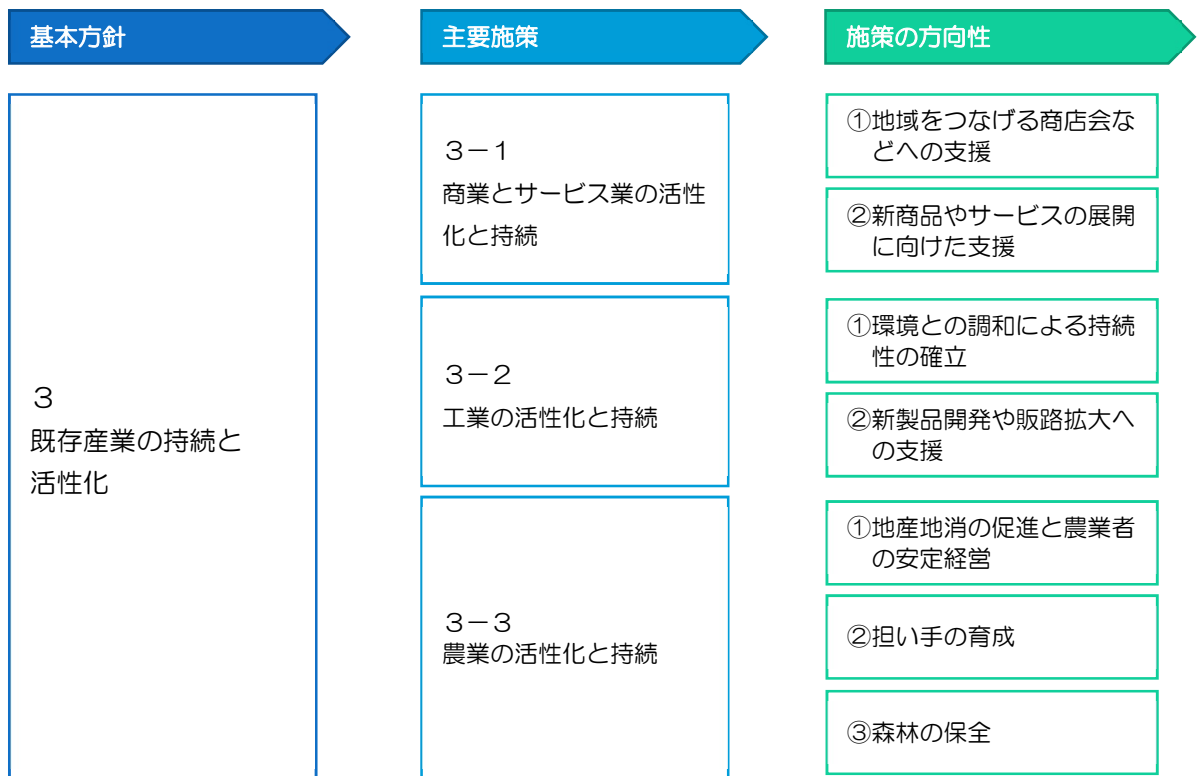 基本方針
主要施策
施策の方向性
3
既存産業の持続と
活性化
3-1
商業とサービス業の活性
化と持続
①地域をつなげる商店会な
どへの支援
②新商品やサービスの展開
に向けた支援
3-2
工業の活性化と持続
①環境との調和による持続
性の確立
②新製品開発や販路拡大へ
の支援
3-3
農業の活性化と持続
①地産地消の促進と農業者
の安定経営
②担い手の育成
③森林の保全